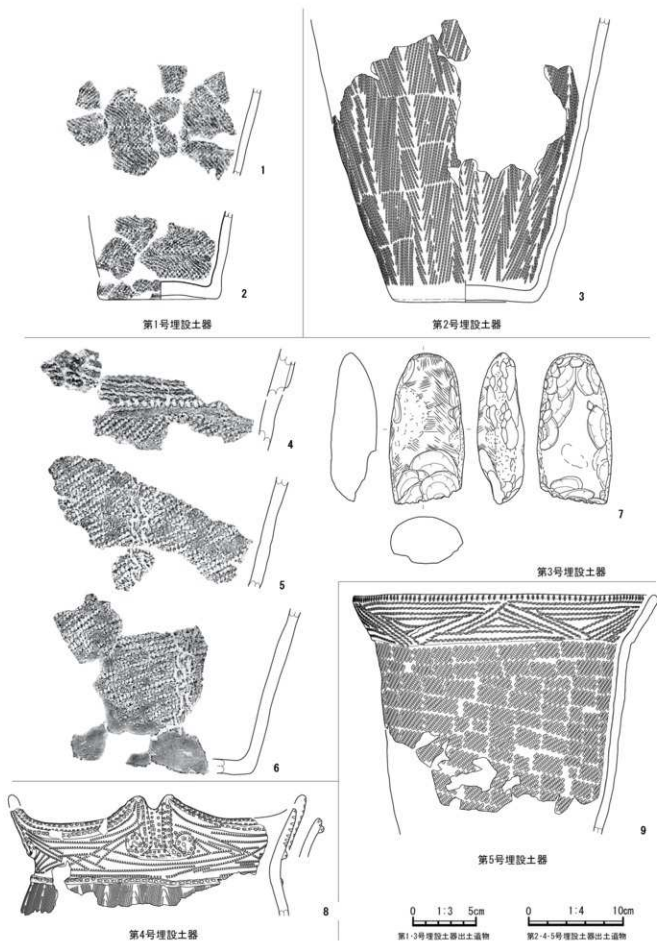 1
2
第1号埋設土器
3
第2号埋設土器
4
5
6
7
第3号埋設土器
8
第4号埋設土器
9
第5号埋設土器
0 1:3 5cm
第1・3号埋設土器出土遺物
0 1:4 10cm
第2・4・5号埋設土器出土遺物